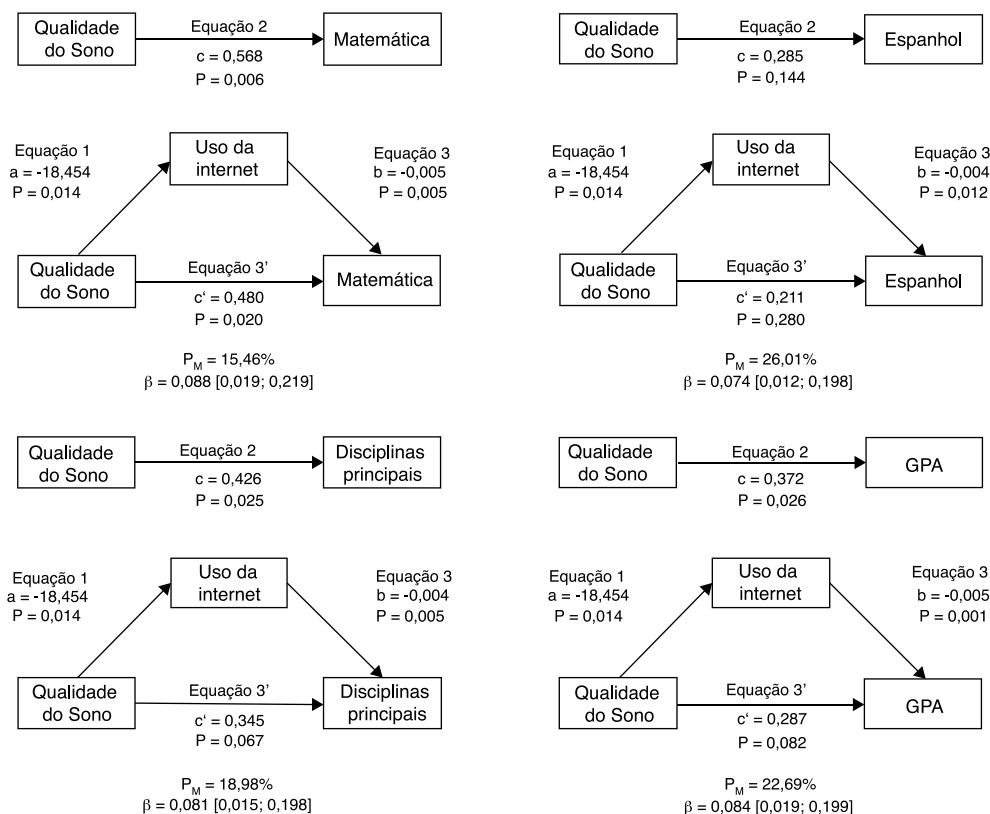 Qualidade
do Sono
Equação 2
c = 0,568
P = 0,006
Matemática
Equação 1
a = -18,454
P = 0,014
Uso da
internet
Equação 3
b = -0,005
P = 0,005
Qualidade
do Sono
Equação 3’
c‘ = 0,480
P = 0,020
Matemática
PM = 15,46%
β = 0,088 [0,019; 0,219]
Qualidade
do Sono
Equação 2
c = 0,285
P = 0,144
Espanhol
Equação 1
a = -18,454
P = 0,014
Uso da
internet
Equação 3
b = -0,004
P = 0,012
Qualidade
do Sono
Equação 3’
c‘ = 0,211
P = 0,280
Espanhol
PM = 26,01%
β = 0,074 [0,012; 0,198]
Qualidade
do Sono
Equação 2
c = 0,426
P = 0,025
Disciplinas
principais
Equação 1
a = -18,454
P = 0,014
Uso da
internet
Equação 3
b = -0,004
P = 0,005
Qualidade
do Sono
Equação 3’
c‘ = 0,345
P = 0,067
Disciplinas
principais
PM = 18,98%
β = 0,081 [0,015; 0,198]
Qualidade
do Sono
Equação 2
c = 0,372
P = 0,026
GPA
Equação 1
a = -18,454
P = 0,014
Uso da
internet
Equação 3
b = -0,005
P = 0,001
Qualidade
do Sono
Equação 3’
c‘ = 0,287
P = 0,082
GPA
PM = 22,69%
β = 0,084 [0,019; 0,199]